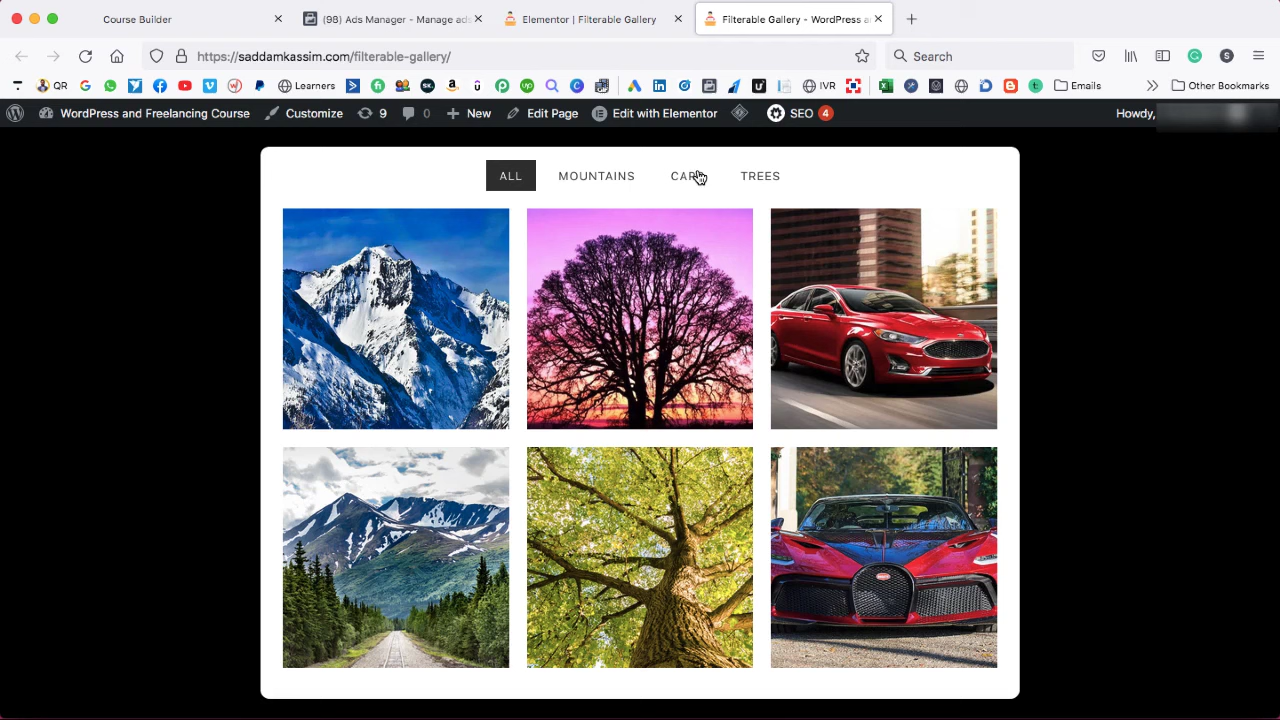 Course Builder
(98) Ads Manager - Manage ads
Elementor | Filterable Gallery
Filterable Gallery - WordPress a
https://saddamkassim.com/filterable-gallery/
Search
QR
Learners
IVR
Emails
Other Bookmarks
WordPress and Freelancing Course
Customize
9
0
New
Edit Page
Edit with Elementor
SEO 4
Howdy,
ALL
MOUNTAINS
CAR
TREES